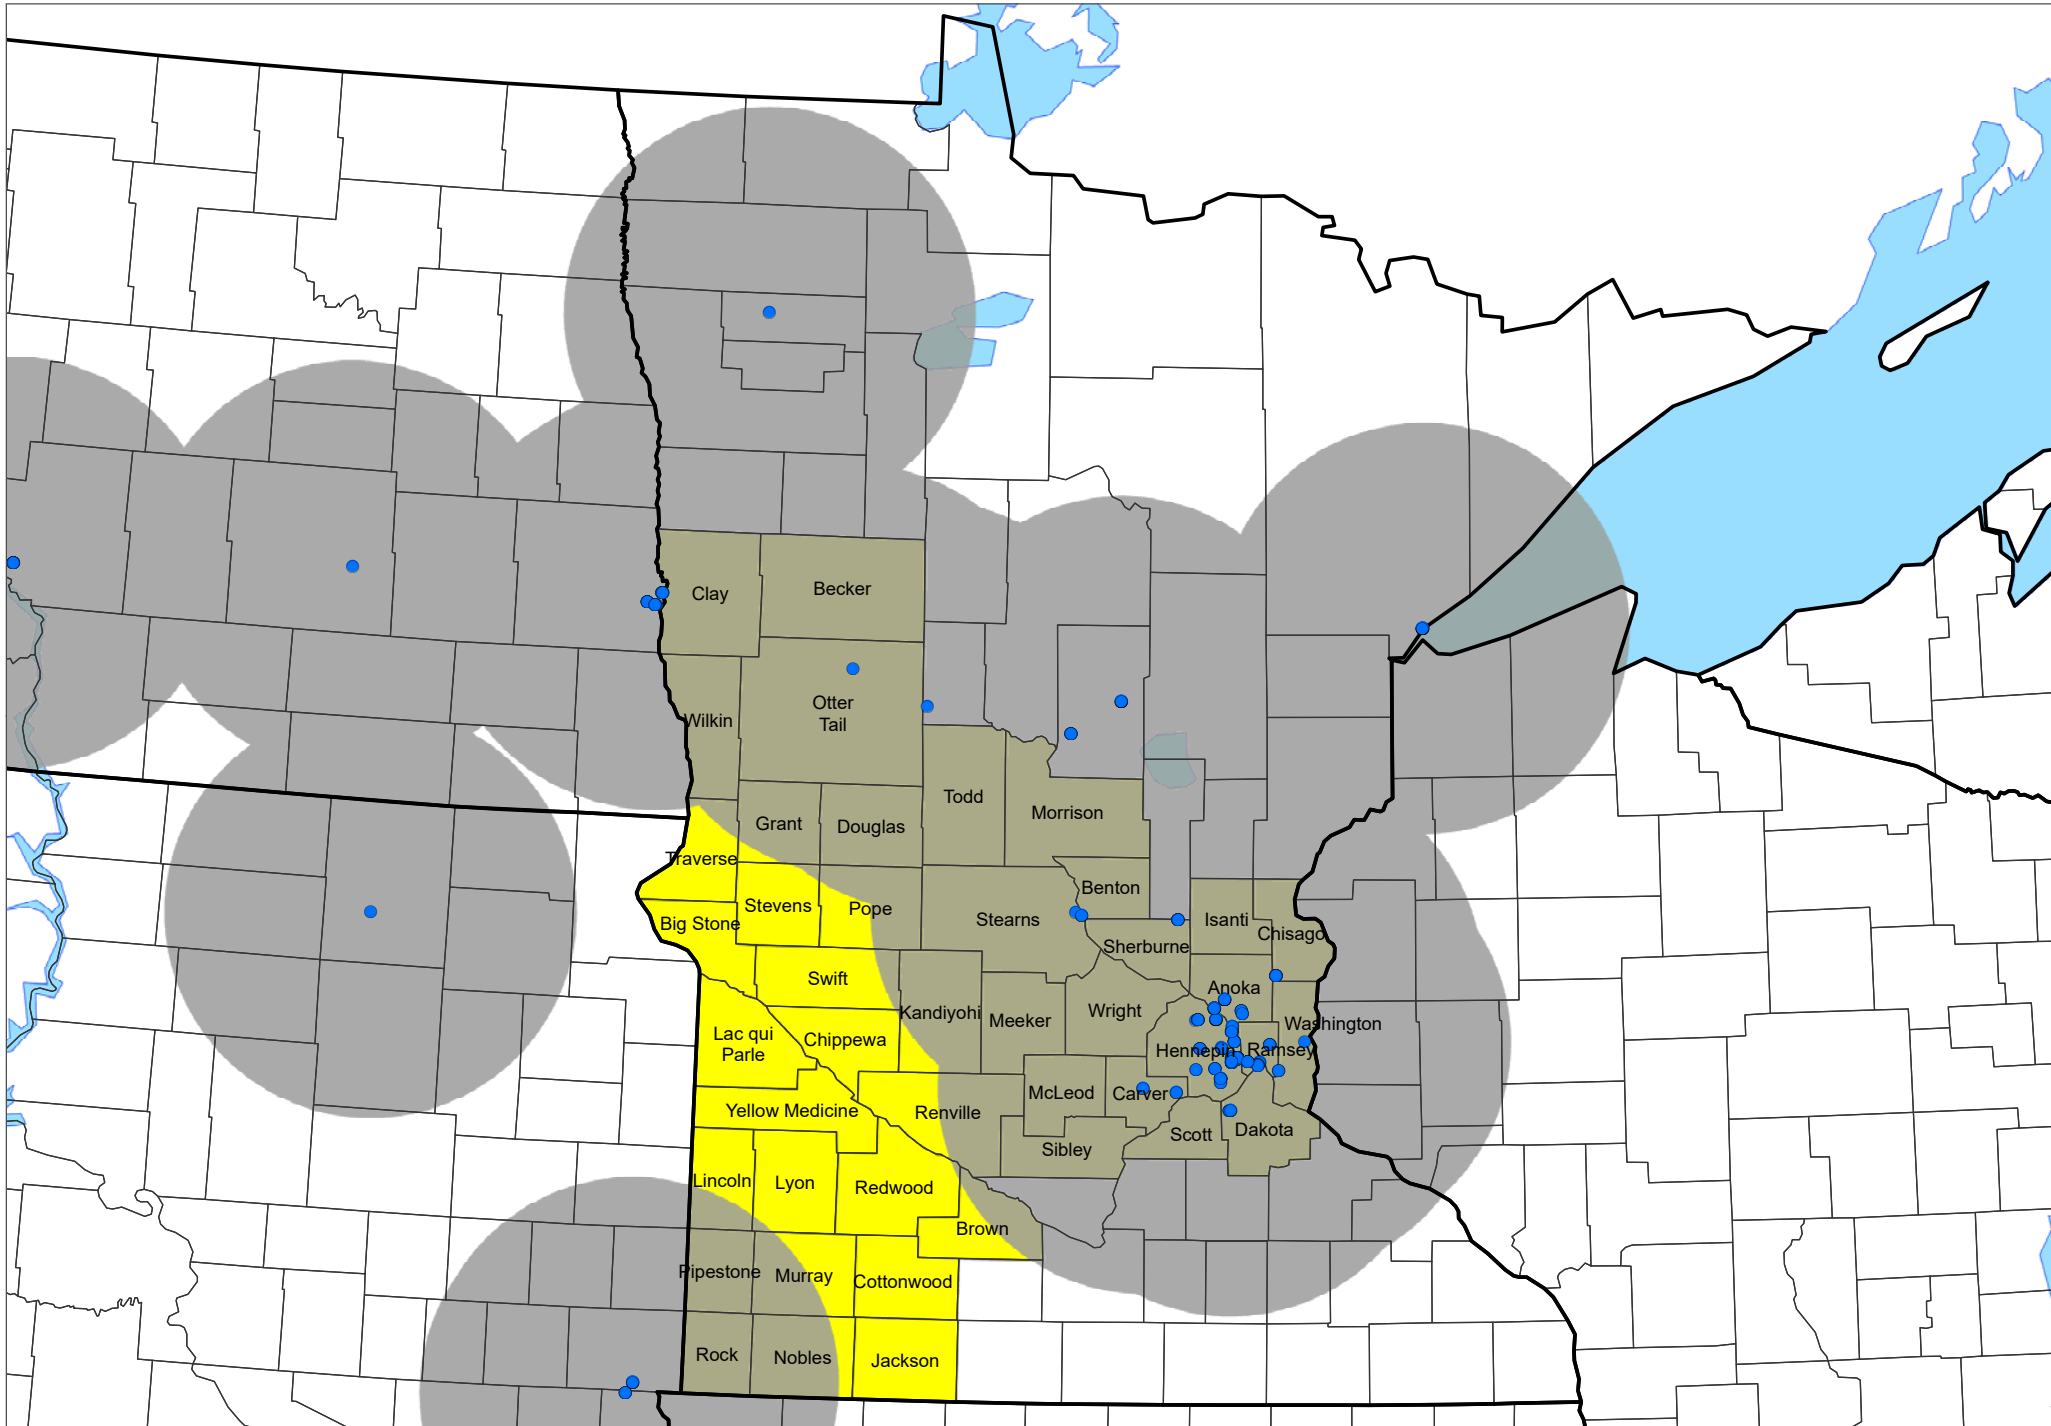 Clay
Becker
Otter
Tail
Wilkin
Todd
Morrison
Grant
Douglas
Traverse
Benton
Stevens
Pope
Big Stone
Stearns
Isanti
Chisago
Sherburne
Swift
Anoka
Kandiyohi
Meeker
Wright
Washington
Lac qui
Parle
Chippewa
Hennepin
Ramsey
McLeod
Carver
Yellow Medicine
Renville
Scott
Dakota
Sibley
Lincoln
Lyon
Redwood
Brown
Pipestone
Murray
Cottonwood
Rock
Nobles
Jackson